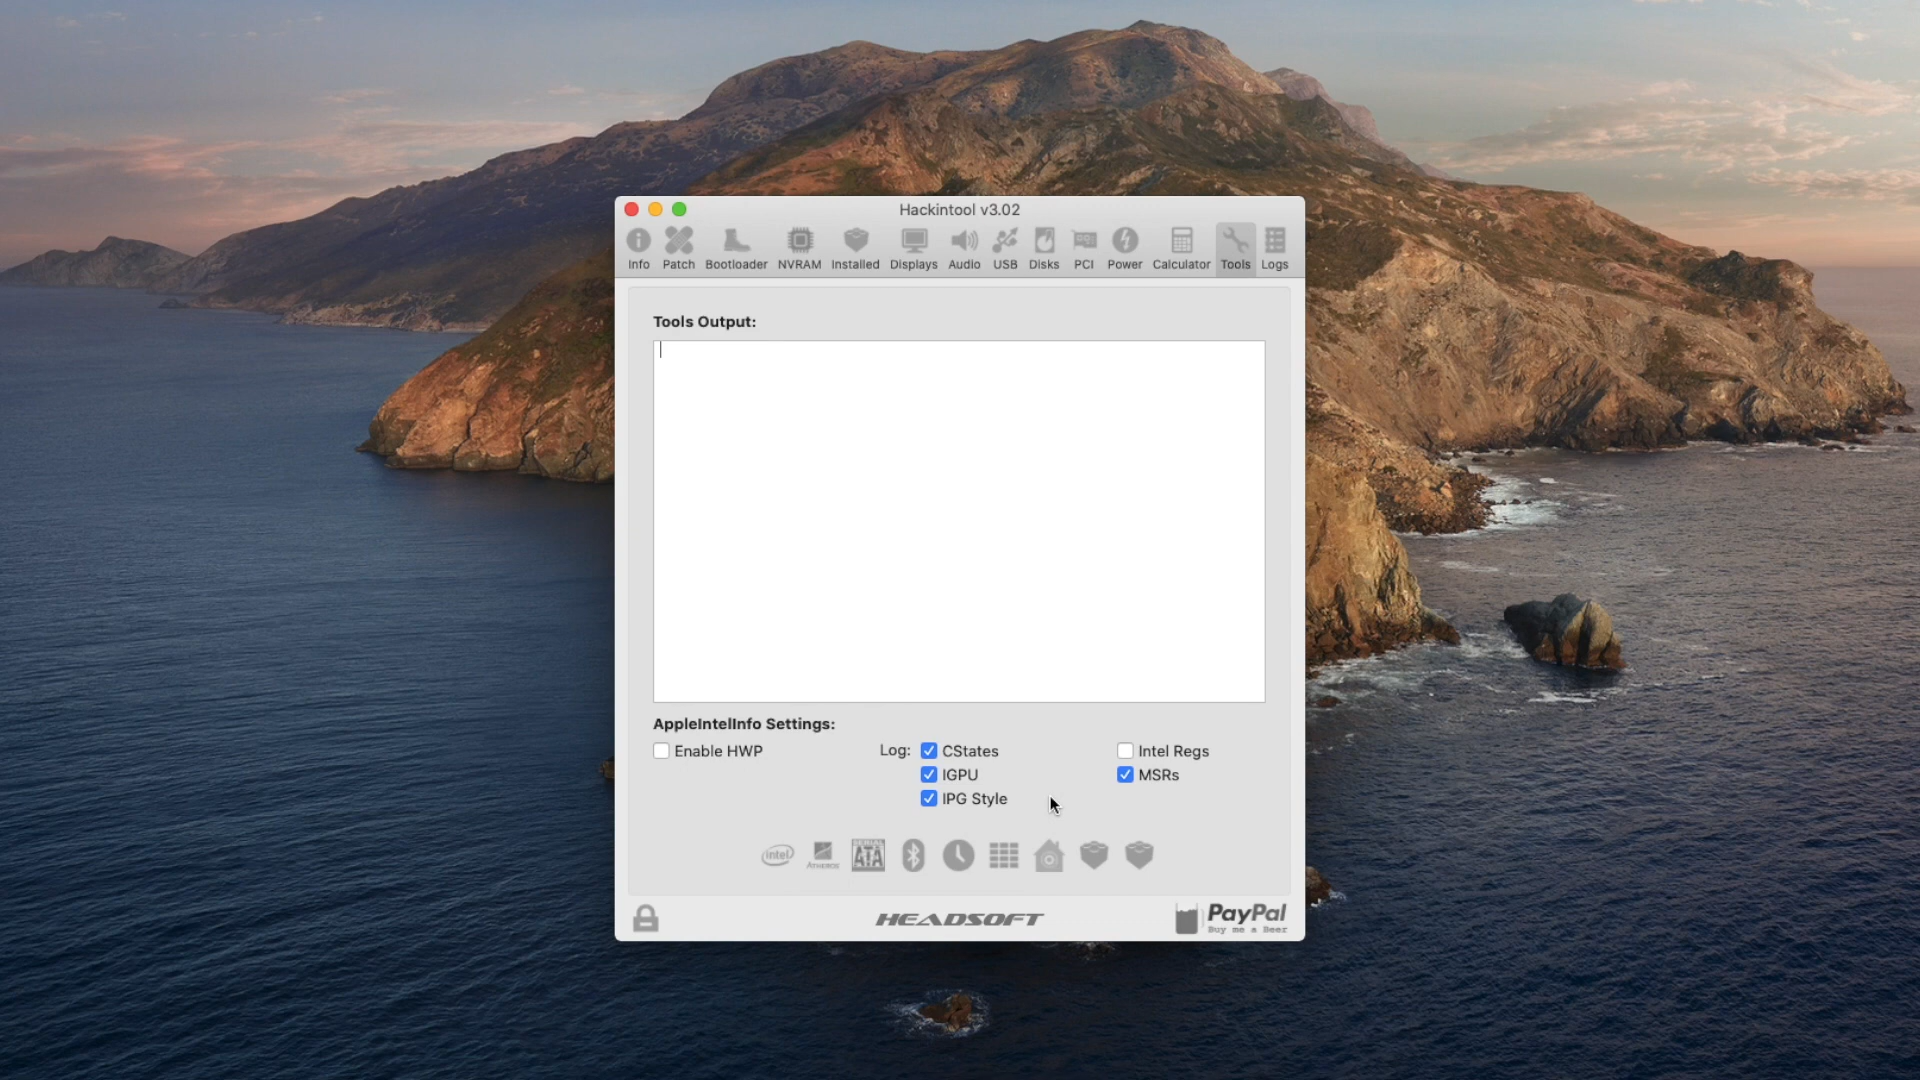 Hackintool v3.02
Info Patch Bootloader NVRAM Installed Displays Audio USB Disks PCI Power Calculator Tools Logs
Tools Output:
AppleIntelInfo Settings:
Enable HWP Log: CStates Intel Regs
IGPU MSRs
IPG Style
intel ATHEROS SERIAL ATA
HEADSOFT PayPal
Buy me a Beer